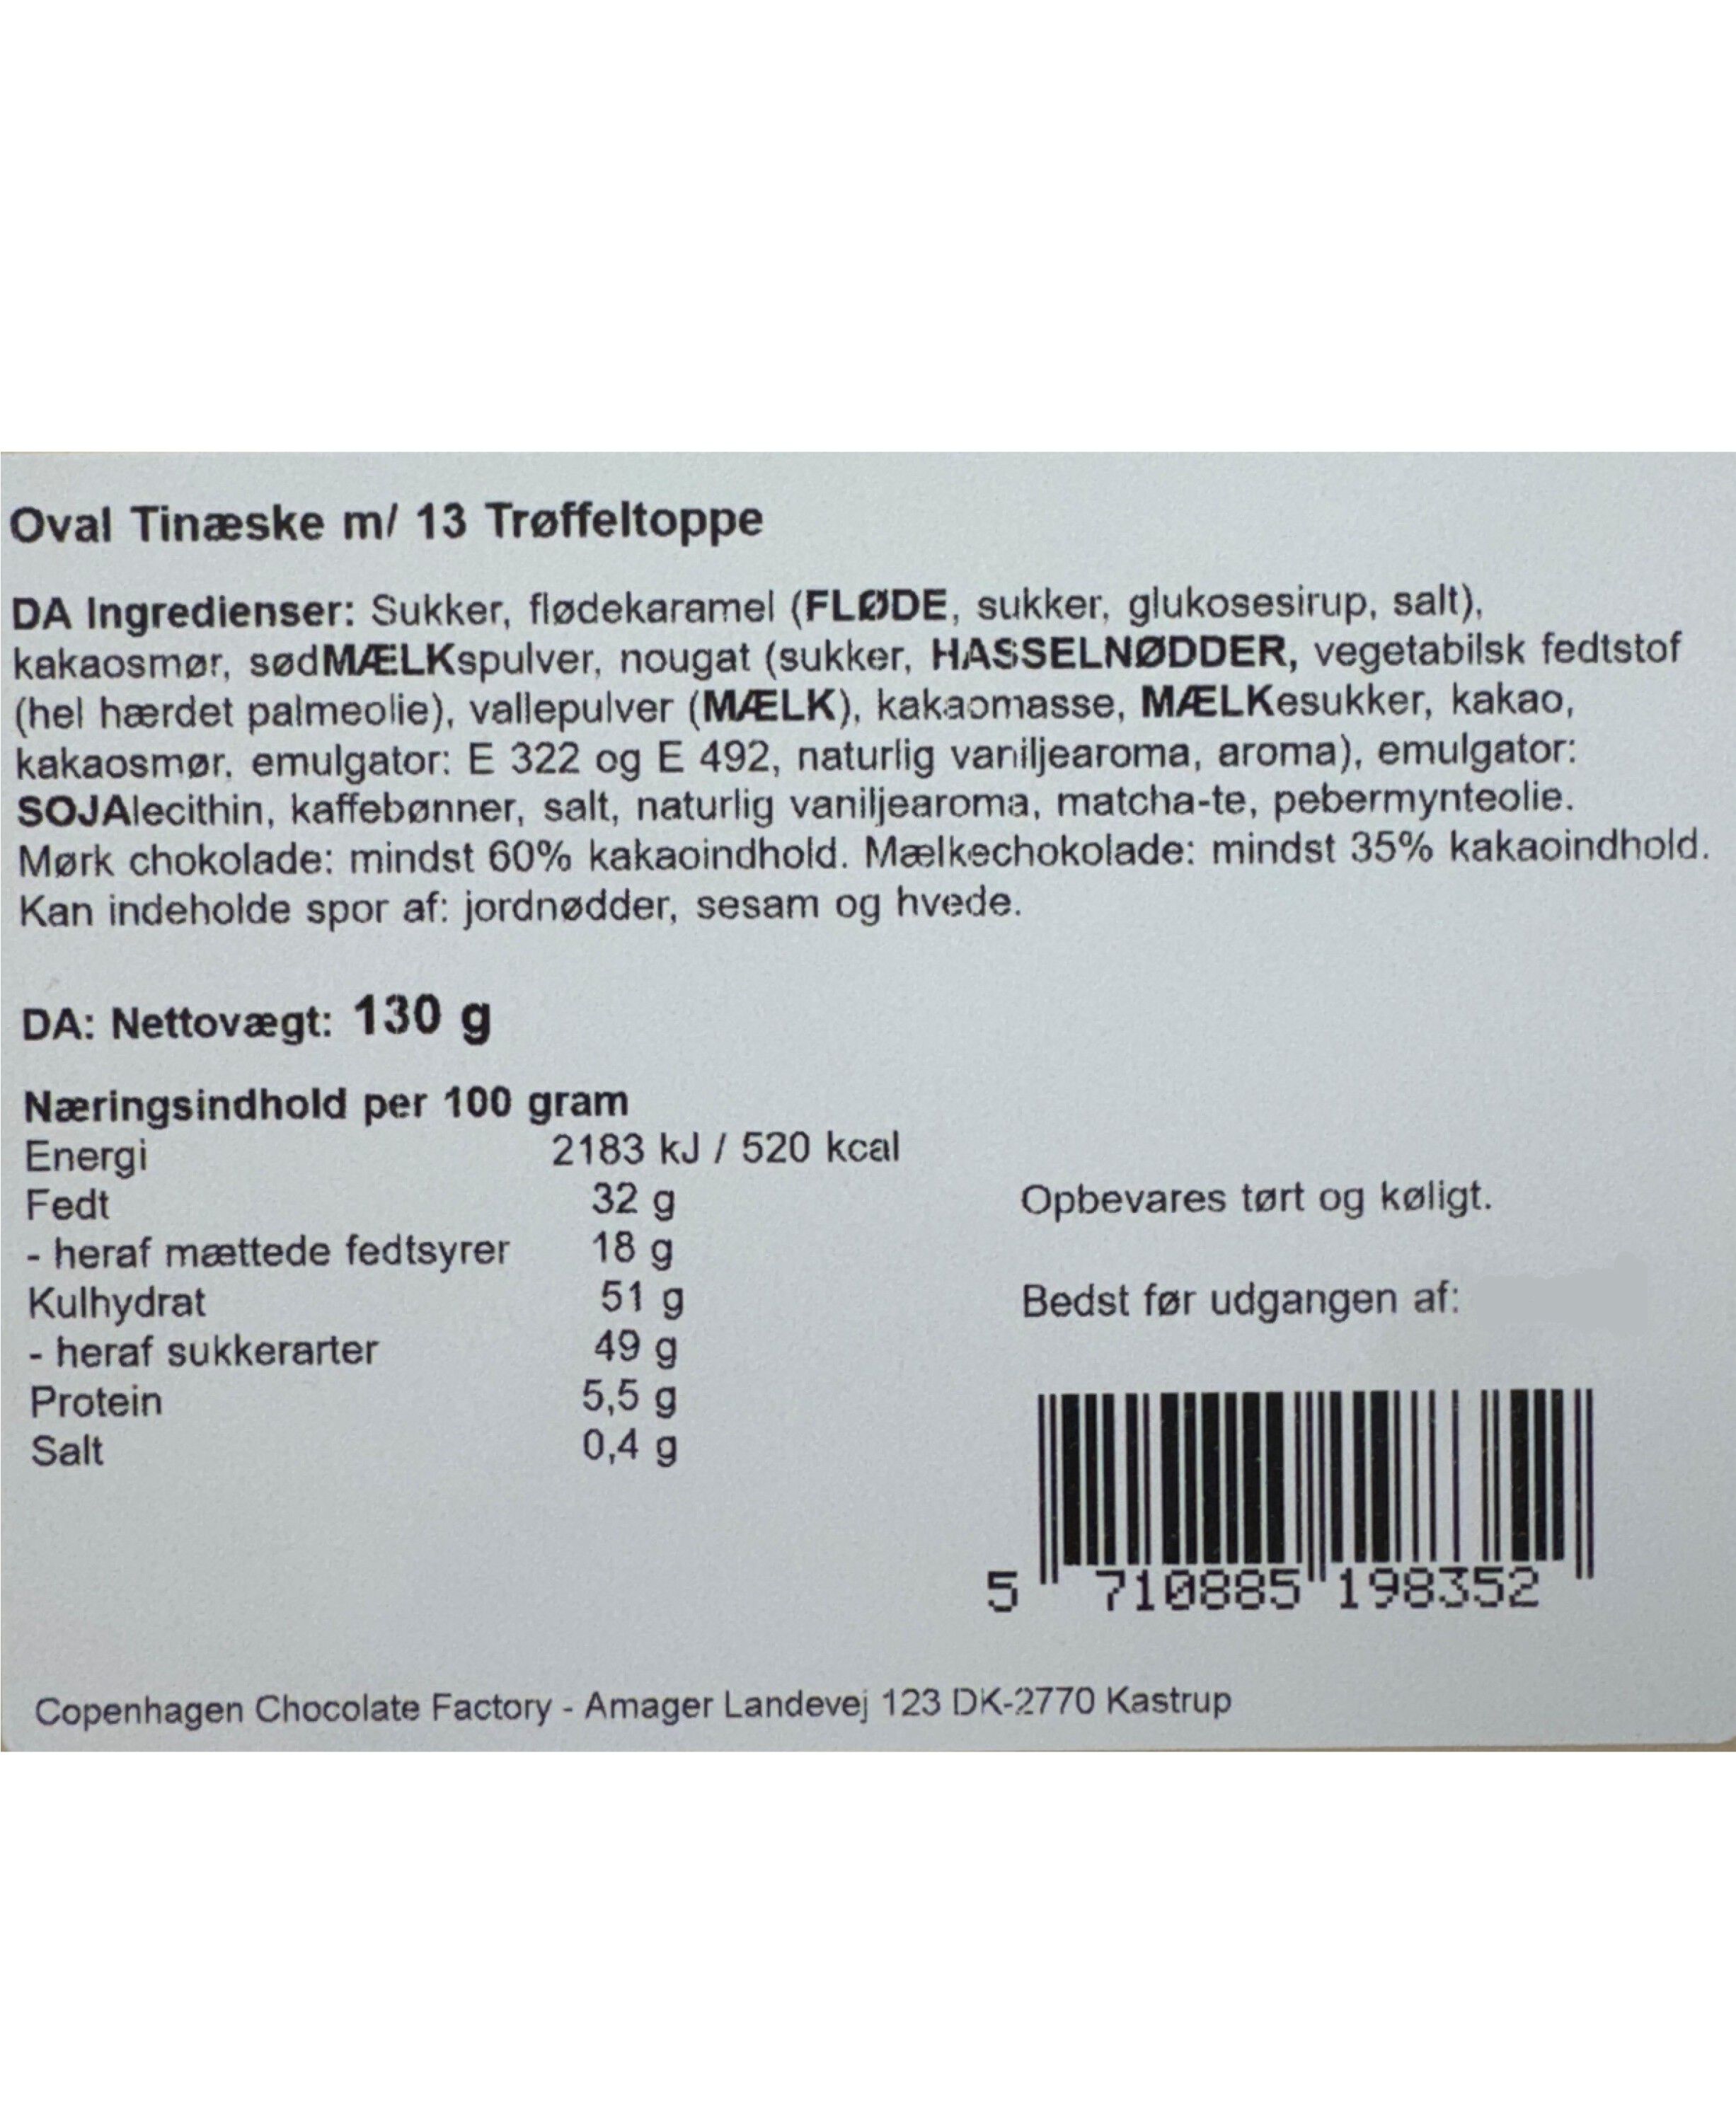 Oval Tinæske m/ 13 Trøffeltoppe
DA Ingredienser: Sukker, flødekaramel (FLØDE, sukker, glukosesirup, salt),
kakaosmør, sødMÆLKspulver, nougat (sukker, HASSELNØDDER, vegetabilsk fedtstof
(hel hærdet palmeolie), vallepulver (MÆLK), kakaomasse, MÆLKesukker, kakao,
kakaosmør, emulgator: E 322 og E 492, naturlig vaniljearoma, aroma), emulgator:
SOJAlecithin, kaffebønner, salt, naturlig vaniljearoma, matcha-te, pebermynteolie.
Mørk chokolade: mindst 60% kakaoindhold. Mælkechokolade: mindst 35% kakaoindhold.
Kan indeholde spor af: jordnødder, sesam og hvede.
DA: Nettovægt: 130 g
Næringsindhold per 100 gram
Energi 2183 kJ / 520 kcal
Fedt 32 g
- heraf mættede fedtsyrer 18 g
Kulhydrat 51 g
- heraf sukkerarter 49 g
Protein 5,5 g
Salt 0,4 g
Opbevares tørt og køligt.
Bedst før udgangen af:
5 710885 198352
Copenhagen Chocolate Factory - Amager Landevej 123 DK-2770 Kastrup